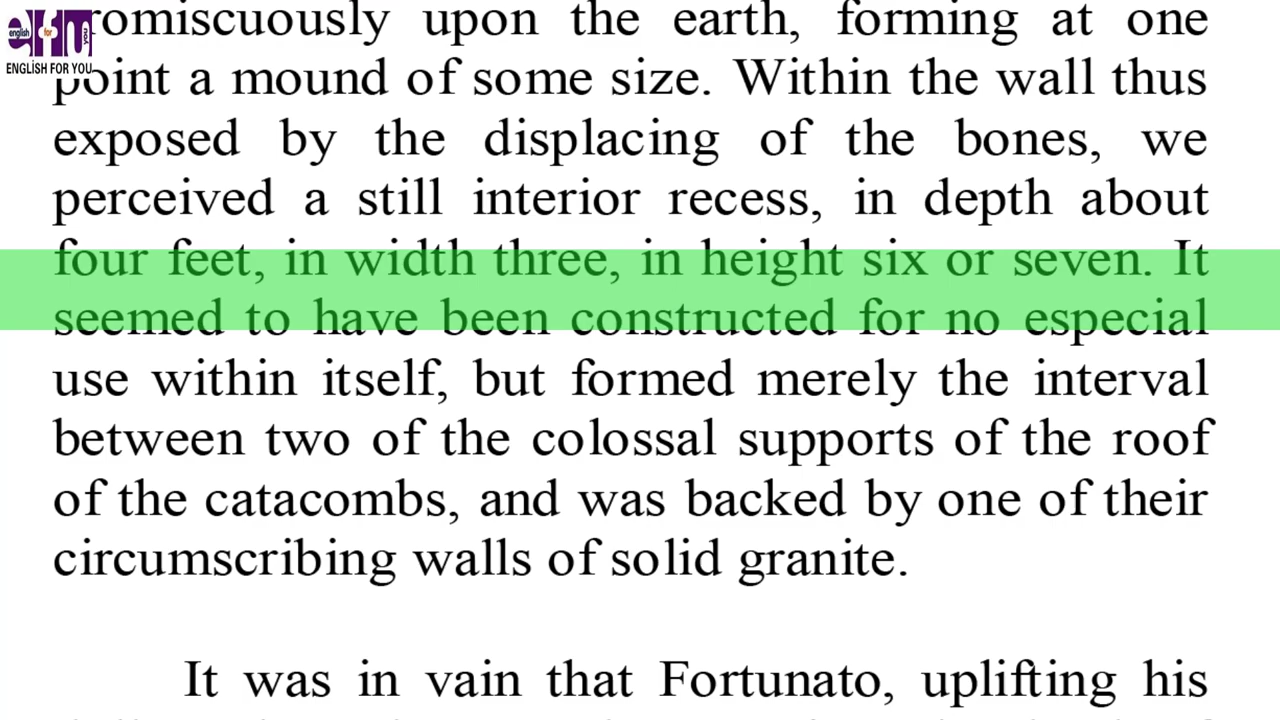 english for you
ENGLİSH FOR YOU
upon the earth, forming at one
point a mound of some size. Within the wall thus
exposed by the displacing of the bones, we
perceived a still interior recess, in depth about
four feet, in width three, in height six or seven. It
seemed to have been constructed for no especial
use within itself, but formed merely the interval
between two of the colossal supports of the roof
of the catacombs, and was backed by one of their
circumscribing walls of solid granite.
It was in vain that Fortunato, uplifting his